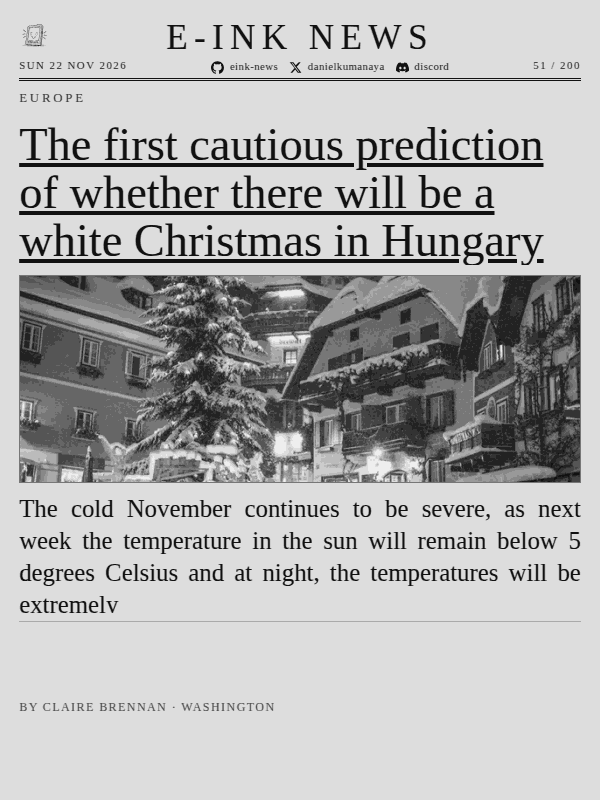 E-INK NEWS
SUN 22 NOV 2026
eink-news
danielkumanaya
discord
51 / 200
EUROPE
The first cautious prediction
of whether there will be a
white Christmas in Hungary
The cold November continues to be severe, as next
week the temperature in the sun will remain below 5
degrees Celsius and at night, the temperatures will be
extremely
BY CLAIRE BRENNAN · WASHINGTON